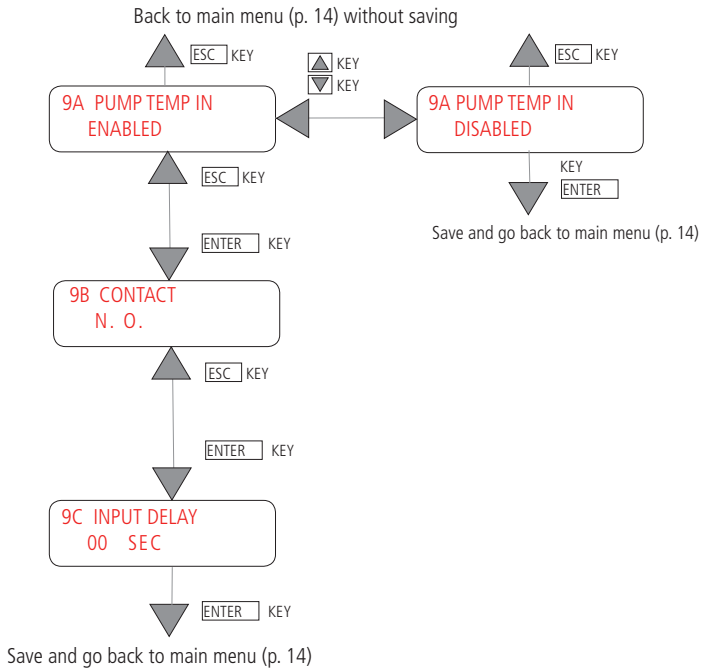 Back to main menu (p. 14) without saving
ESC KEY
ESC KEY
KEY
KEY
9A PUMP TEMP IN
ENABLED
9A PUMP TEMP IN
DISABLED
ESC KEY
KEY
ENTER
Save and go back to main menu (p. 14)
ENTER KEY
9B CONTACT
N. O.
ESC KEY
ENTER KEY
9C INPUT DELAY
00 SEC
ENTER KEY
Save and go back to main menu (p. 14)